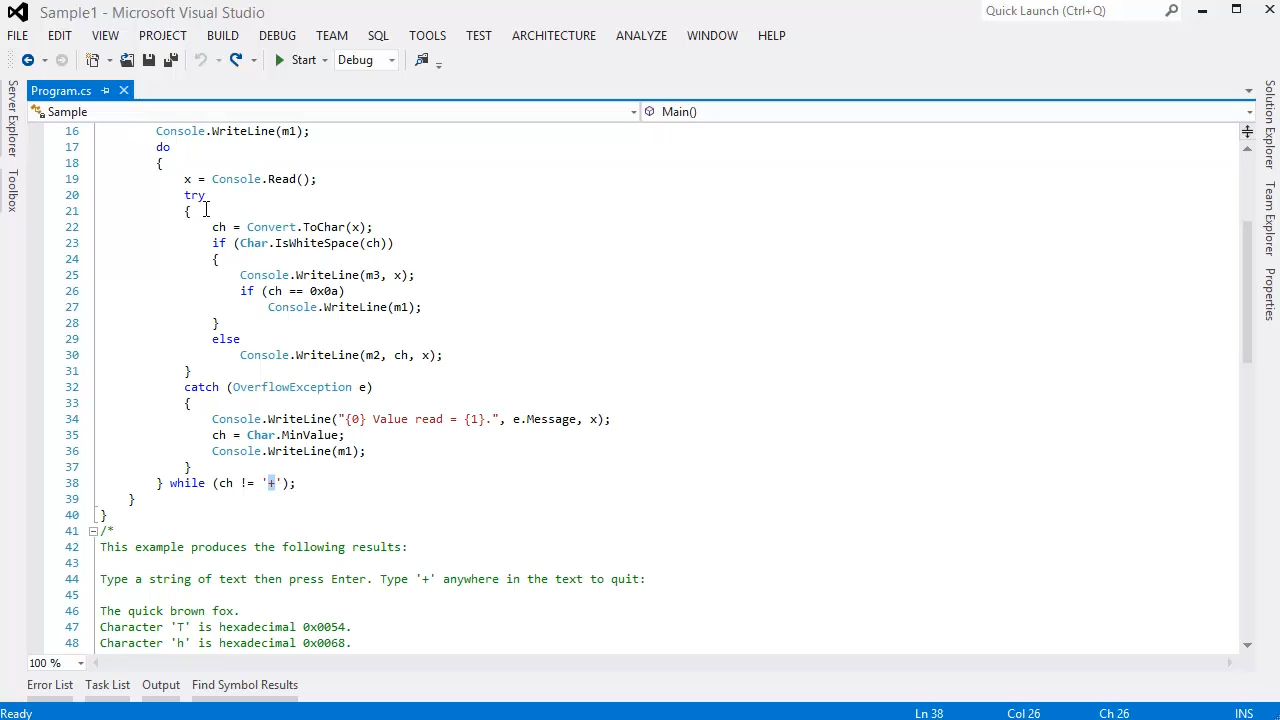 Sample1 - Microsoft Visual Studio
Quick Launch (Ctrl+Q)
FILE EDIT VIEW PROJECT BUILD DEBUG TEAM SQL TOOLS TEST ARCHITECTURE ANALYZE WINDOW HELP
Start Debug
Program.cs
Sample Main()
Server Explorer
Toolbox
16 Console.WriteLine(m1);
17 do
18 {
19 x = Console.Read();
20 try
21 {
22 ch = Convert.ToChar(x);
23 if (Char.IsWhiteSpace(ch))
24 {
25 Console.WriteLine(m3, x);
26 if (ch == 0x0a)
27 Console.WriteLine(m1);
28 }
29 else
30 Console.WriteLine(m2, ch, x);
31 }
32 catch (OverflowException e)
33 {
34 Console.WriteLine("{0} Value read = {1}.", e.Message, x);
35 ch = Char.MinValue;
36 Console.WriteLine(m1);
37 }
38 } while (ch != '+');
39 }
40 }
41 /*
42 This example produces the following results:
43
44 Type a string of text then press Enter. Type '+' anywhere in the text to quit:
45
46 The quick brown fox.
47 Character 'T' is hexadecimal 0x0054.
48 Character 'h' is hexadecimal 0x0068.
Solution Explorer
Team Explorer
Properties
100 %
Error List Task List Output Find Symbol Results
Ready Ln 38 Col 26 Ch 26 INS